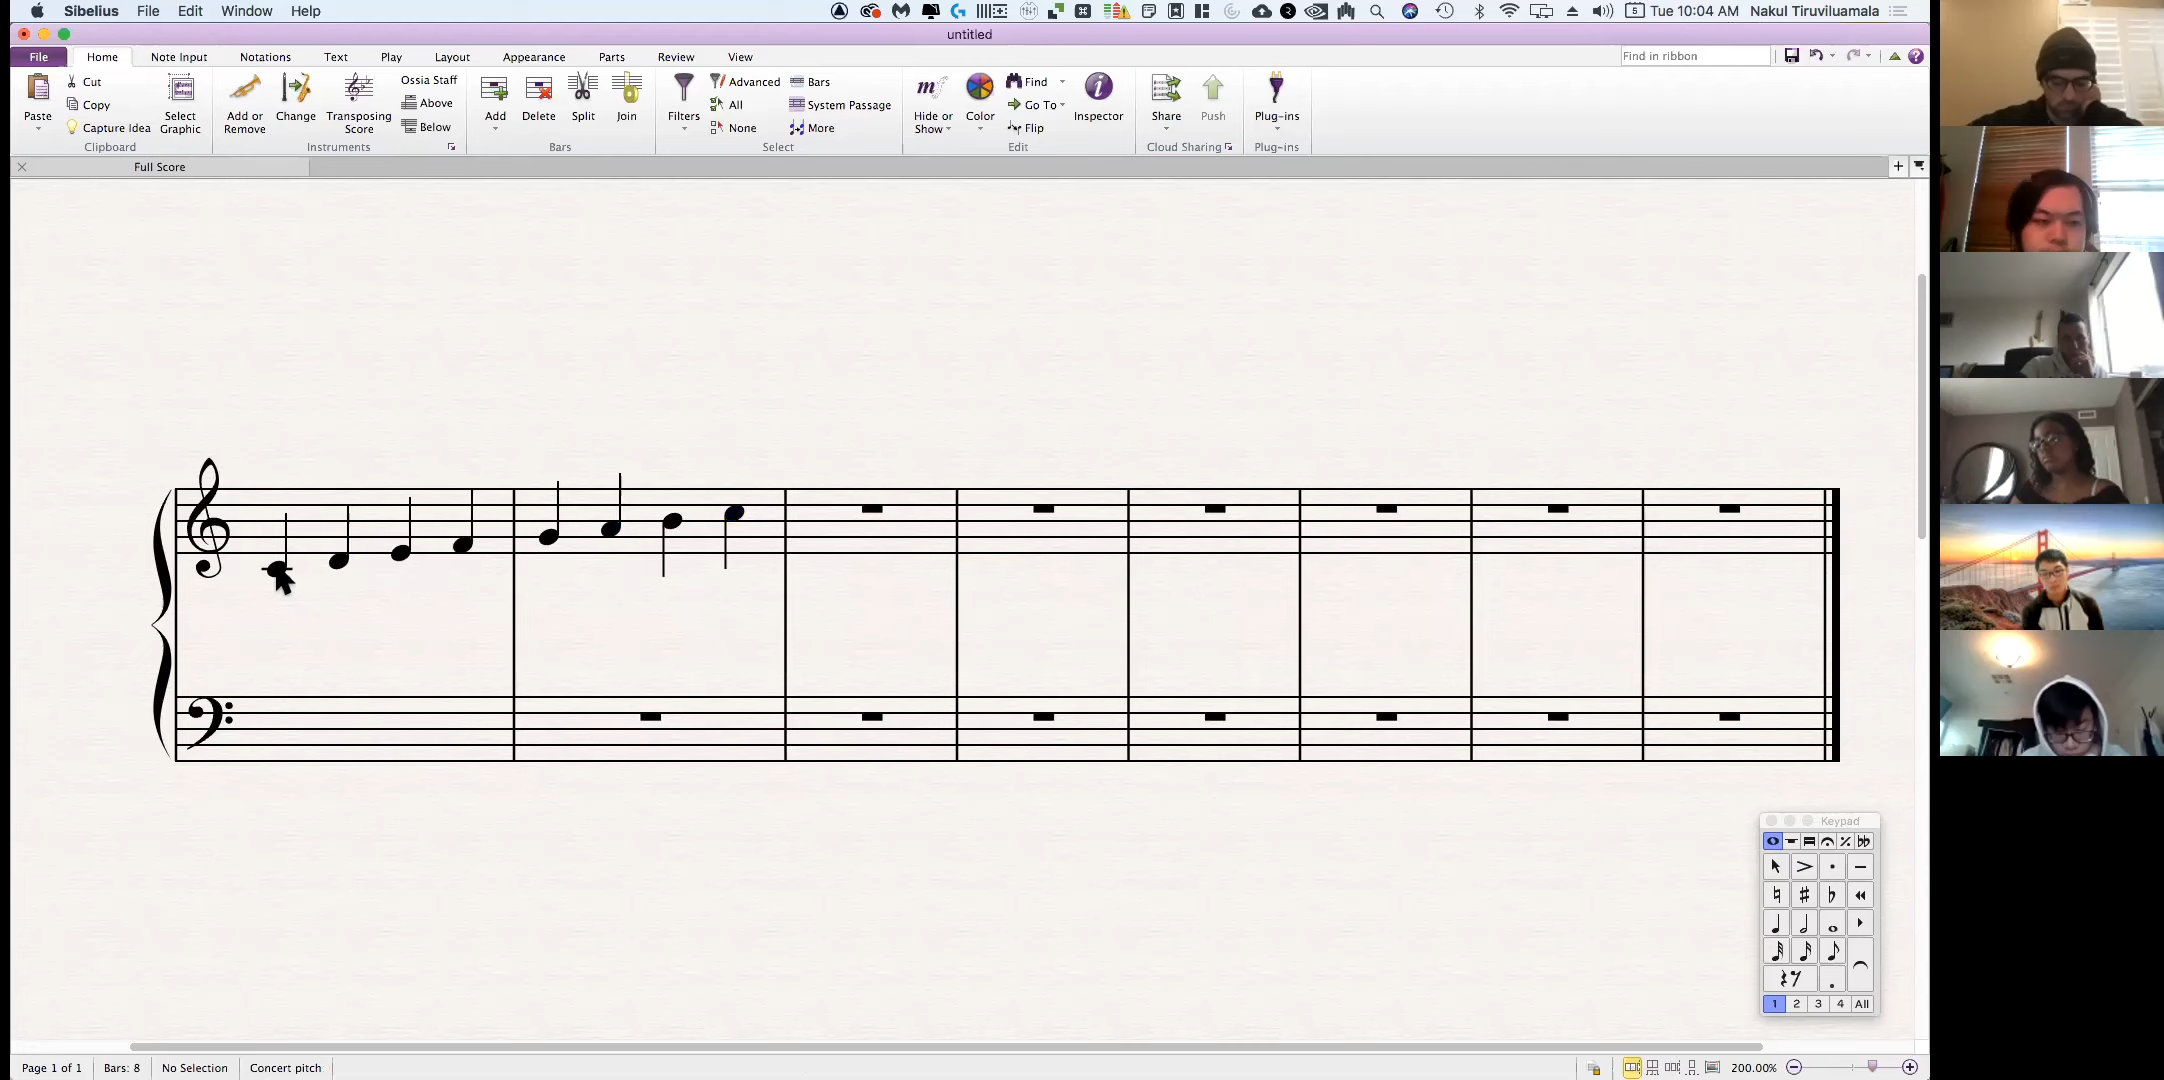 Sibelius File Edit Window Help Tue 10:04 AM Nakul Tiruviluamala
untitled
File Home Note Input Notations Text Play Layout Appearance Parts Review View Find in ribbon
Paste Cut Copy Capture Idea Select Graphic Clipboard
Add or Remove Change Transposing Score Ossia Staff Above Below Instruments
Add Delete Split Join Bars
Filters Advanced All None Bars System Passage More Select
Hide or Show Color Find Go To Flip Inspector Edit
Share Push Cloud Sharing
Plug-ins Plug-ins
Full Score
Keypad
1 2 3 4 All
Page 1 of 1 Bars: 8 No Selection Concert pitch 200.00%